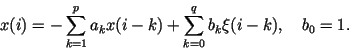 x(i) = -\sum_{k=1}^{p} a_k x(i-k) + \sum_{k=0}^{q} b_k \xi(i-k), \quad b_0 = 1.